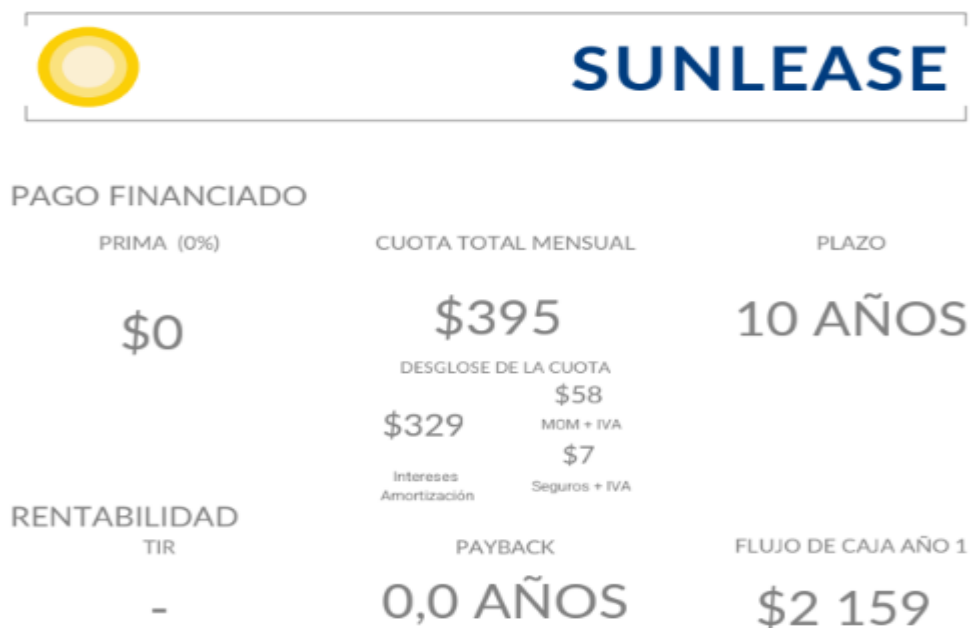 SUNLEASE
PAGO FINANCIADO
PRIMA (0%)
CUOTA TOTAL MENSUAL
PLAZO
$0
$395
10 AÑOS
DESGLOSE DE LA CUOTA
$329
Intereses
Amortización
$58
MOM + IVA
$7
Seguros + IVA
RENTABILIDAD
TIR
PAYBACK
FLUJO DE CAJA AÑO 1
-
0,0 AÑOS
$2 159